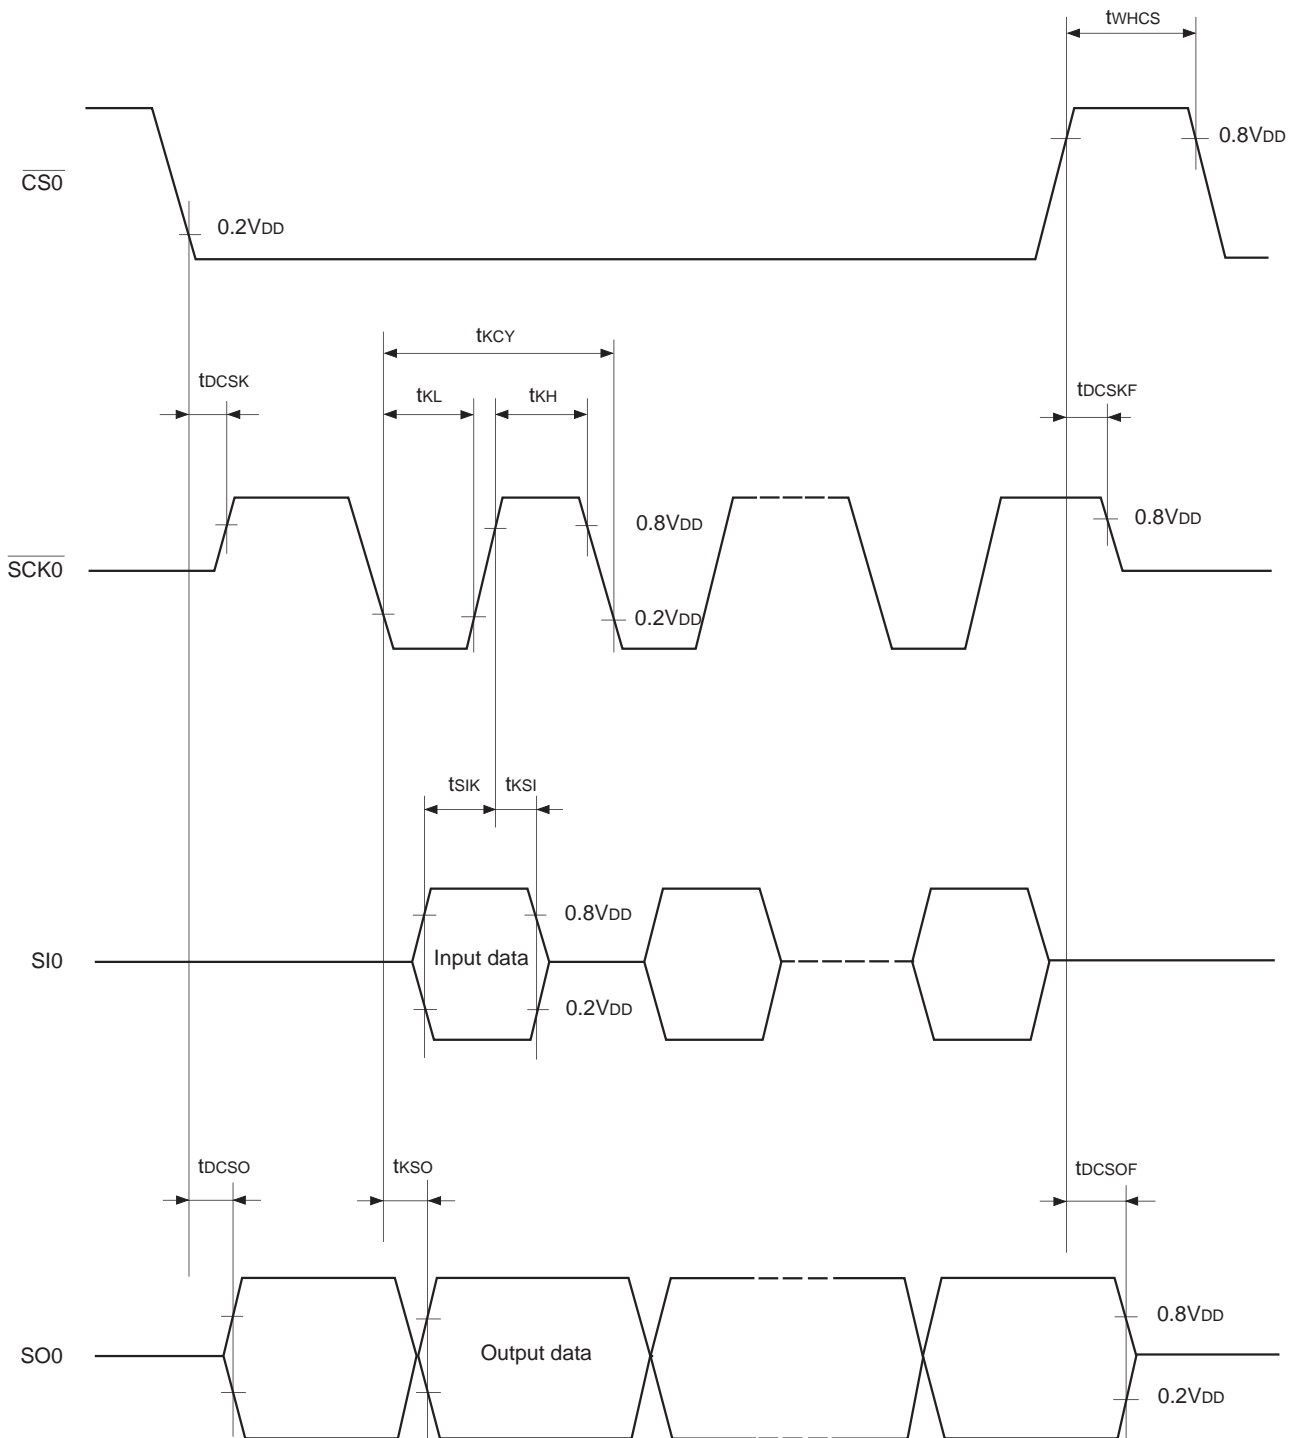 tWHCS
0.8VDD
CS0
0.2VDD
tKCY
tDCSK
tKL
tKH
tDCSKF
0.8VDD
0.8VDD
SCK0
0.2VDD
tSIK
tKSI
0.8VDD
SI0
Input data
0.2VDD
tDCSO
tKSO
tDCSOF
0.8VDD
SO0
Output data
0.2VDD